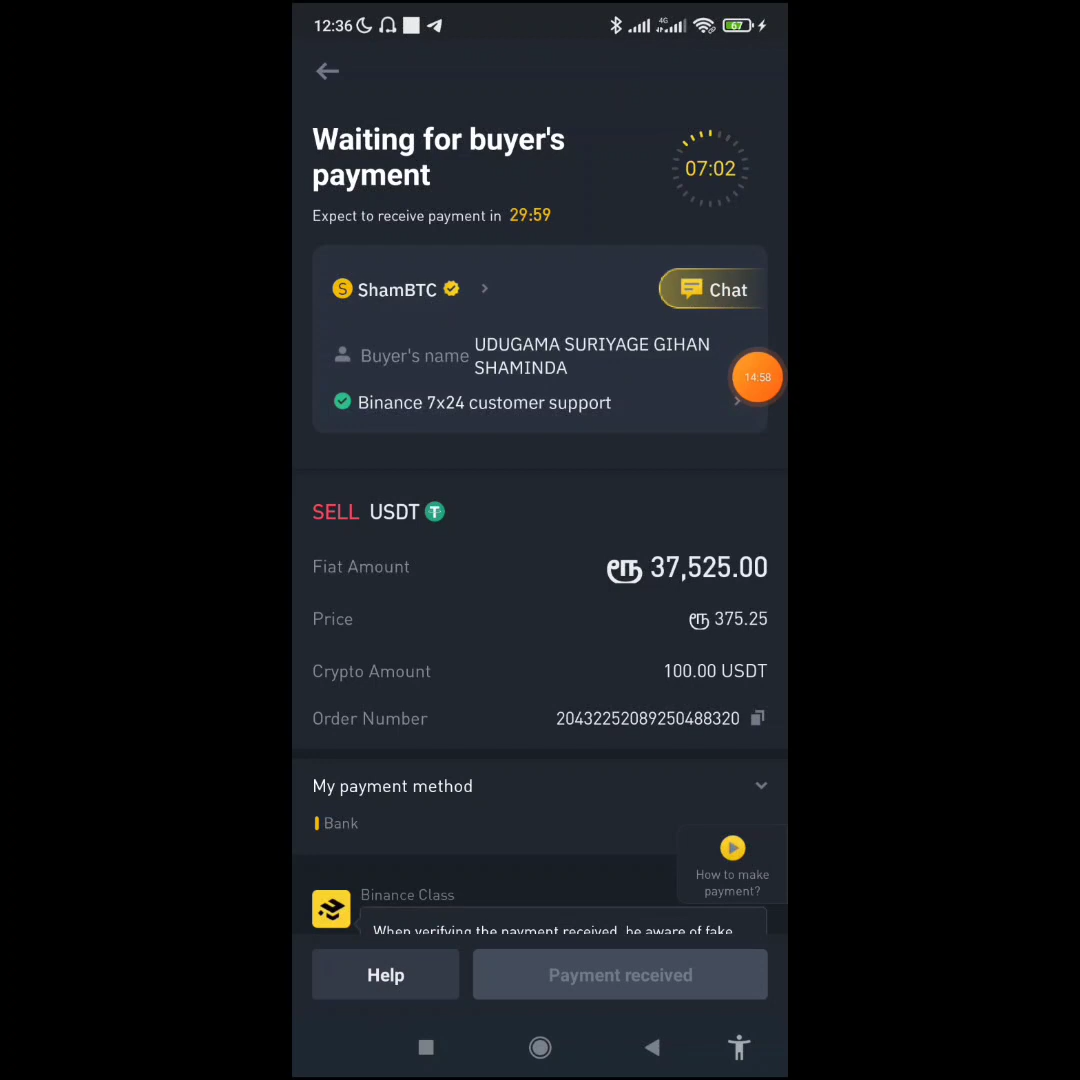 12:36
4G
67
Waiting for buyer's
payment
07:02
Expect to receive payment in 29:59
S ShamBTC
Chat
Buyer's name UDUGAMA SURIYAGE GIHAN
SHAMINDA
14:58
Binance 7x24 customer support
SELL USDT
Fiat Amount ரூ 37,525.00
Price ரூ 375.25
Crypto Amount 100.00 USDT
Order Number 20432252089250488320
My payment method
Bank
How to make
payment?
Binance Class
When verifying the payment received, be aware of fake
Help
Payment received